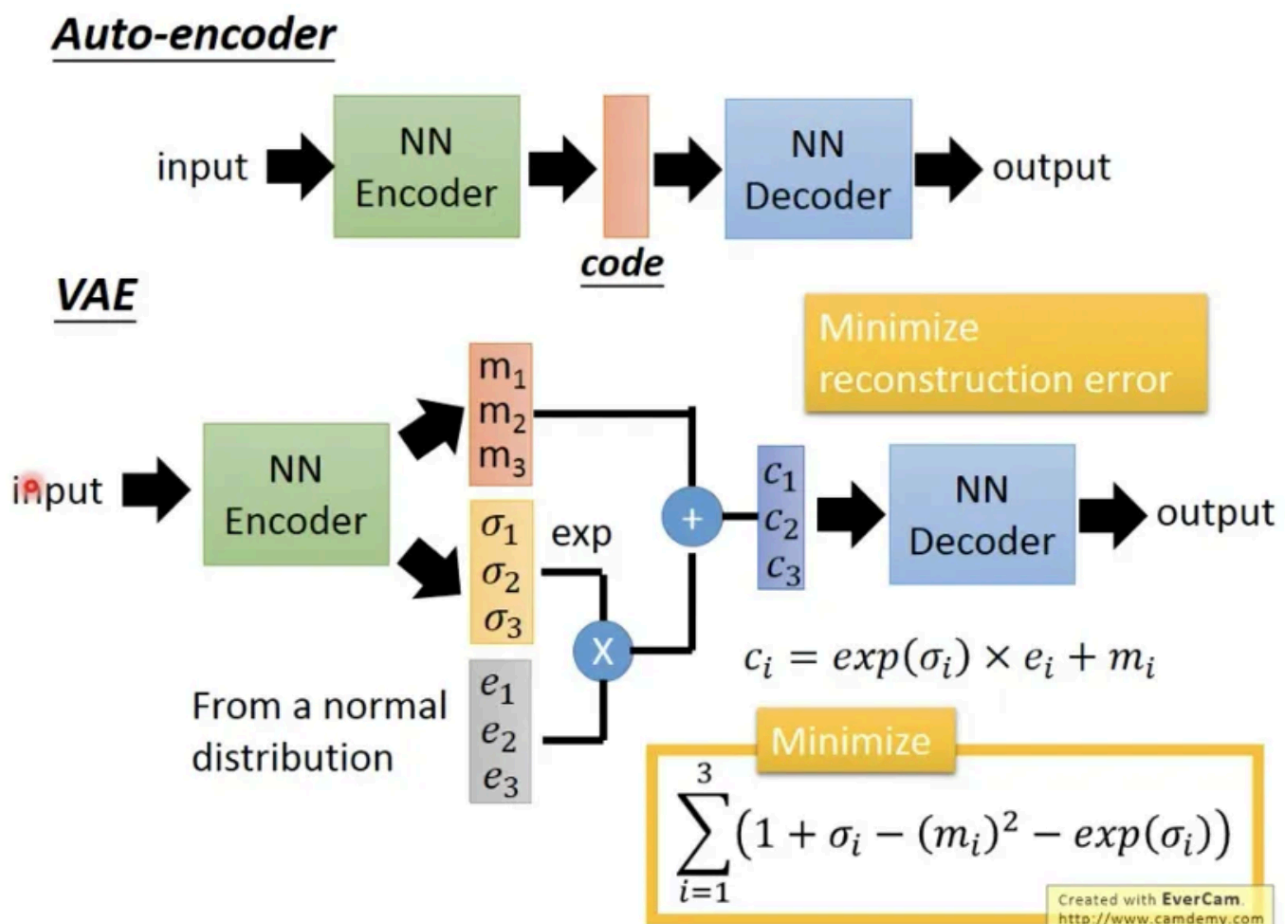 Auto-encoder
input
NN
Encoder
code
NN
Decoder
output
VAE
Minimize
reconstruction error
input
NN
Encoder
m₁
m₂
m₃
σ₁
σ₂
σ₃
exp
e₁
e₂
e₃
From a normal
distribution
X
+
c₁
c₂
c₃
NN
Decoder
output
cᵢ = exp(σᵢ) × eᵢ + mᵢ
Minimize
3
∑(1 + σᵢ − (mᵢ)² − exp(σᵢ))
i=1
Created with EverCam.
http://www.camdemy.com